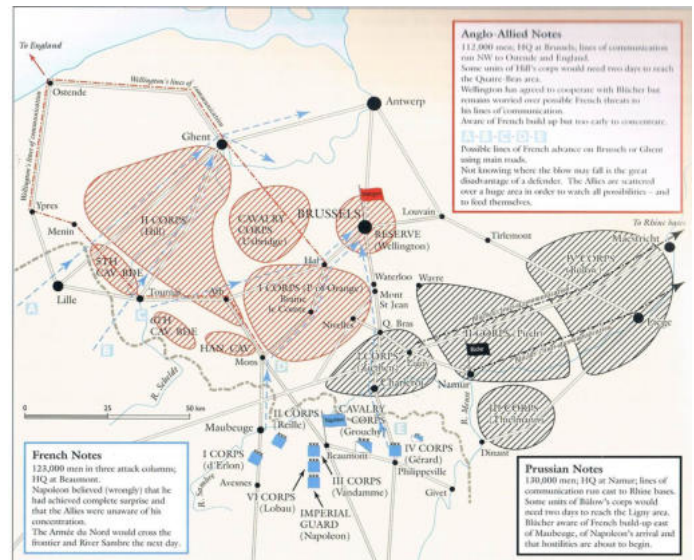 Anglo-Allied Notes
112,000 men; HQ at Brussels; lines of communication
run NW to Ostende and England.
Some units of Hill's corps would need two days to reach
the Quatre-Bras area.
Wellington has agreed to cooperate with Blücher but
remains worried over possible French threats to
his lines of communication.
Aware of French build up but too early to concentrate.
A B C D E
Possible lines of French advance on Brussels or Ghent
using main roads.
Not knowing where the blow may fall is the great
disadvantage of a defender. The Allies are scattered
over a huge area in order to watch all possibilities – and
to feed themselves.
To England
Ostende
Wellington's lines of communication
Wellington's lines of communication
Antwerp
Ghent
Ypres
Menin
II CORPS
(Hill)
CAVALRY
CORPS
(Uxbridge)
BRUSSELS
RESERVE
(Wellington)
Louvain
Tirlemont
To Rhine bases
Maestricht
IV CORPS
(Bülow)
5TH
CAV. BDE
Lille
A
B
C
Tournai
Ath
Hal
I CORPS (P of Orange)
Braine
le Comte
Nivelles
Waterloo
Mont
St Jean
Wavre
Q. Bras
Liege
6TH
CAV. BDE
HAN. CAV.
Mons
D
I CORPS
Ligny
Charleroi
II CORPS
Namur
R. Meuse
III CORPS
(Thielmann)
R. Scheldt
0 25 50 km
Dinant
Maubeuge
II CORPS
(Reille)
CAVALRY
CORPS
(Grouchy)
E
I CORPS
(d'Erlon)
IV CORPS
(Gérard)
Beaumont
Philippeville
Avesnes
R. Sambre
VI CORPS
(Lobau)
III CORPS
(Vandamme)
IMPERIAL
GUARD
(Napoleon)
Givet
French Notes
123,000 men in three attack columns;
HQ at Beaumont.
Napoleon believed (wrongly) that he
had achieved complete surprise and
that the Allies were unaware of his
concentration.
The Armée du Nord would cross the
frontier and River Sambre the next day.
Prussian Notes
130,000 men; HQ at Namur; lines of
communication run east to Rhine bases.
Some units of Bülow's corps would
need two days to reach the Ligny area.
Blücher aware of French build-up east
of Maubeuge, of Napoleon's arrival and
that hostilities are about to begin.